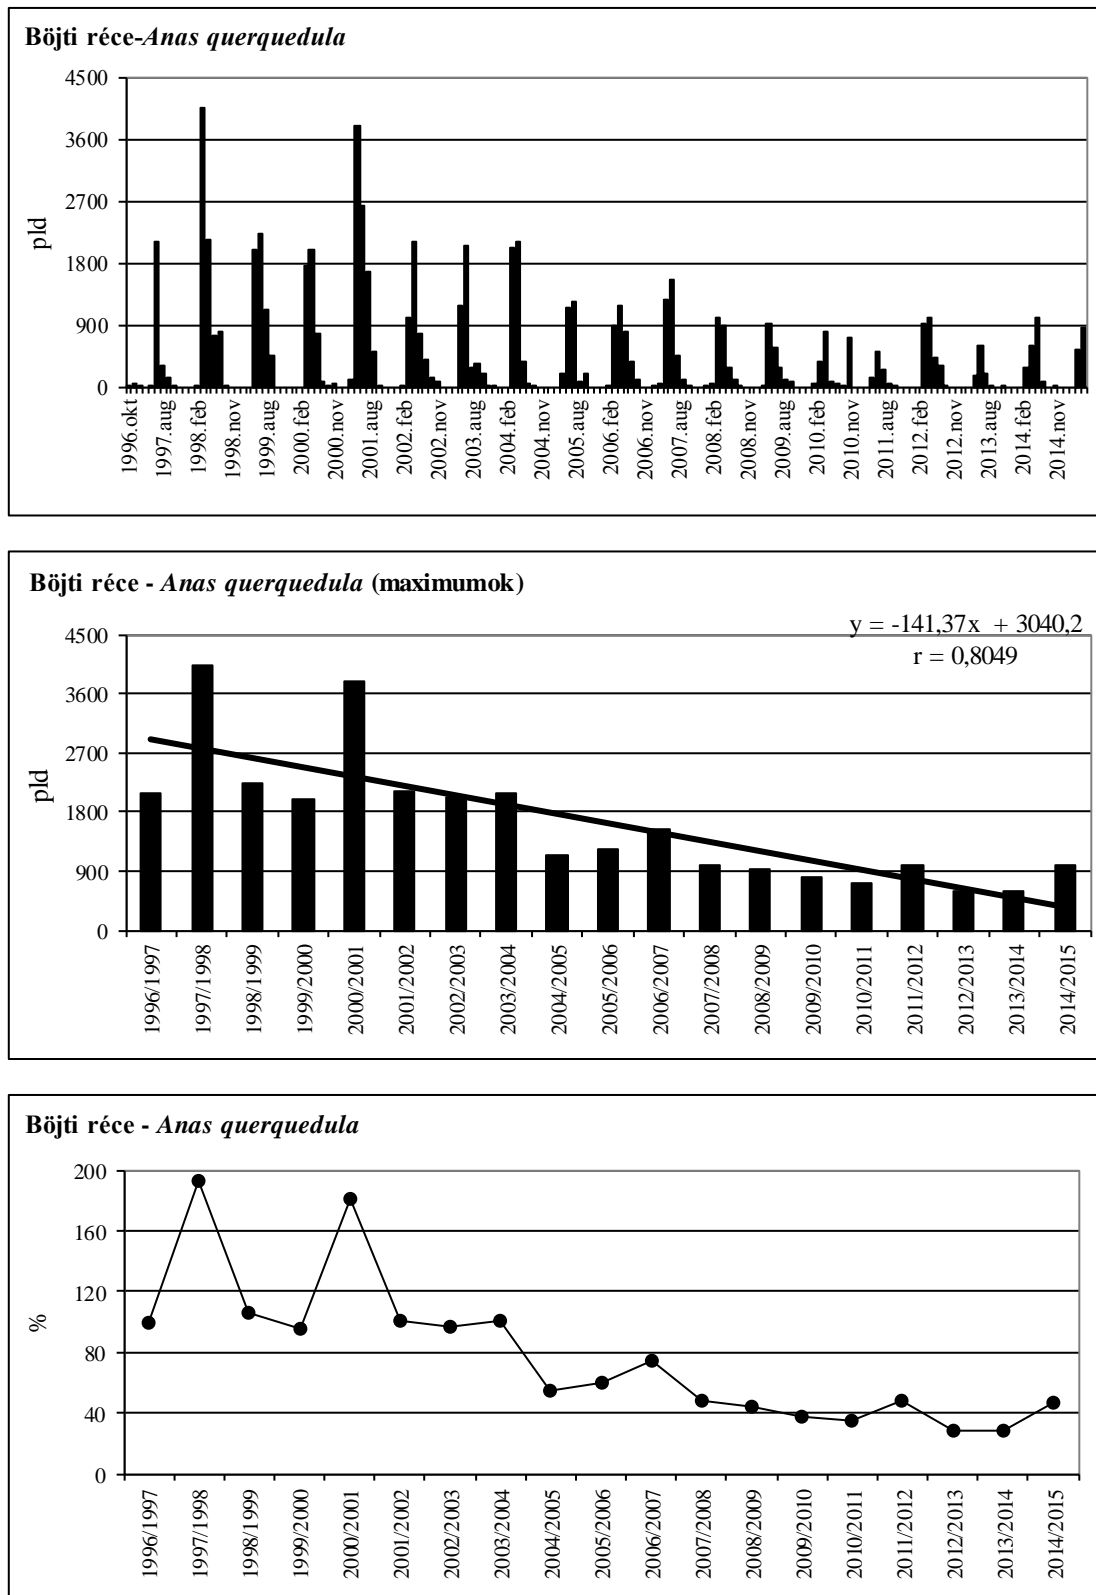 Böjti réce-Anas querquedula
pld
4500
3600
2700
1800
900
0
1996.okt
1997.aug
1998.feb
1998.nov
1999.aug
2000.feb
2000.nov
2001.aug
2002.feb
2002.nov
2003.aug
2004.feb
2004.nov
2005.aug
2006.feb
2006.nov
2007.aug
2008.feb
2008.nov
2009.aug
2010.feb
2010.nov
2011.aug
2012.feb
2012.nov
2013.aug
2014.feb
2014.nov
Böjti réce - Anas querquedula (maximumok)
y = -141,37x + 3040,2
r = 0,8049
pld
4500
3600
2700
1800
900
0
1996/1997
1997/1998
1998/1999
1999/2000
2000/2001
2001/2002
2002/2003
2003/2004
2004/2005
2005/2006
2006/2007
2007/2008
2008/2009
2009/2010
2010/2011
2011/2012
2012/2013
2013/2014
2014/2015
Böjti réce - Anas querquedula
%
200
160
120
80
40
0
1996/1997
1997/1998
1998/1999
1999/2000
2000/2001
2001/2002
2002/2003
2003/2004
2004/2005
2005/2006
2006/2007
2007/2008
2008/2009
2009/2010
2010/2011
2011/2012
2012/2013
2013/2014
2014/2015